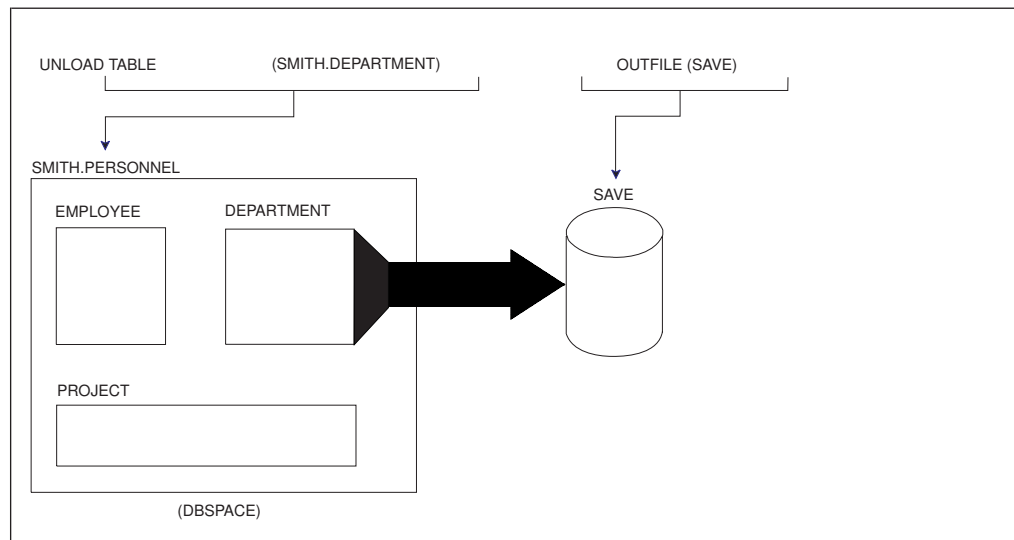 UNLOAD TABLE (SMITH.DEPARTMENT) OUTFILE (SAVE)
SMITH.PERSONNEL
SAVE
EMPLOYEE DEPARTMENT
PROJECT
(DBSPACE)